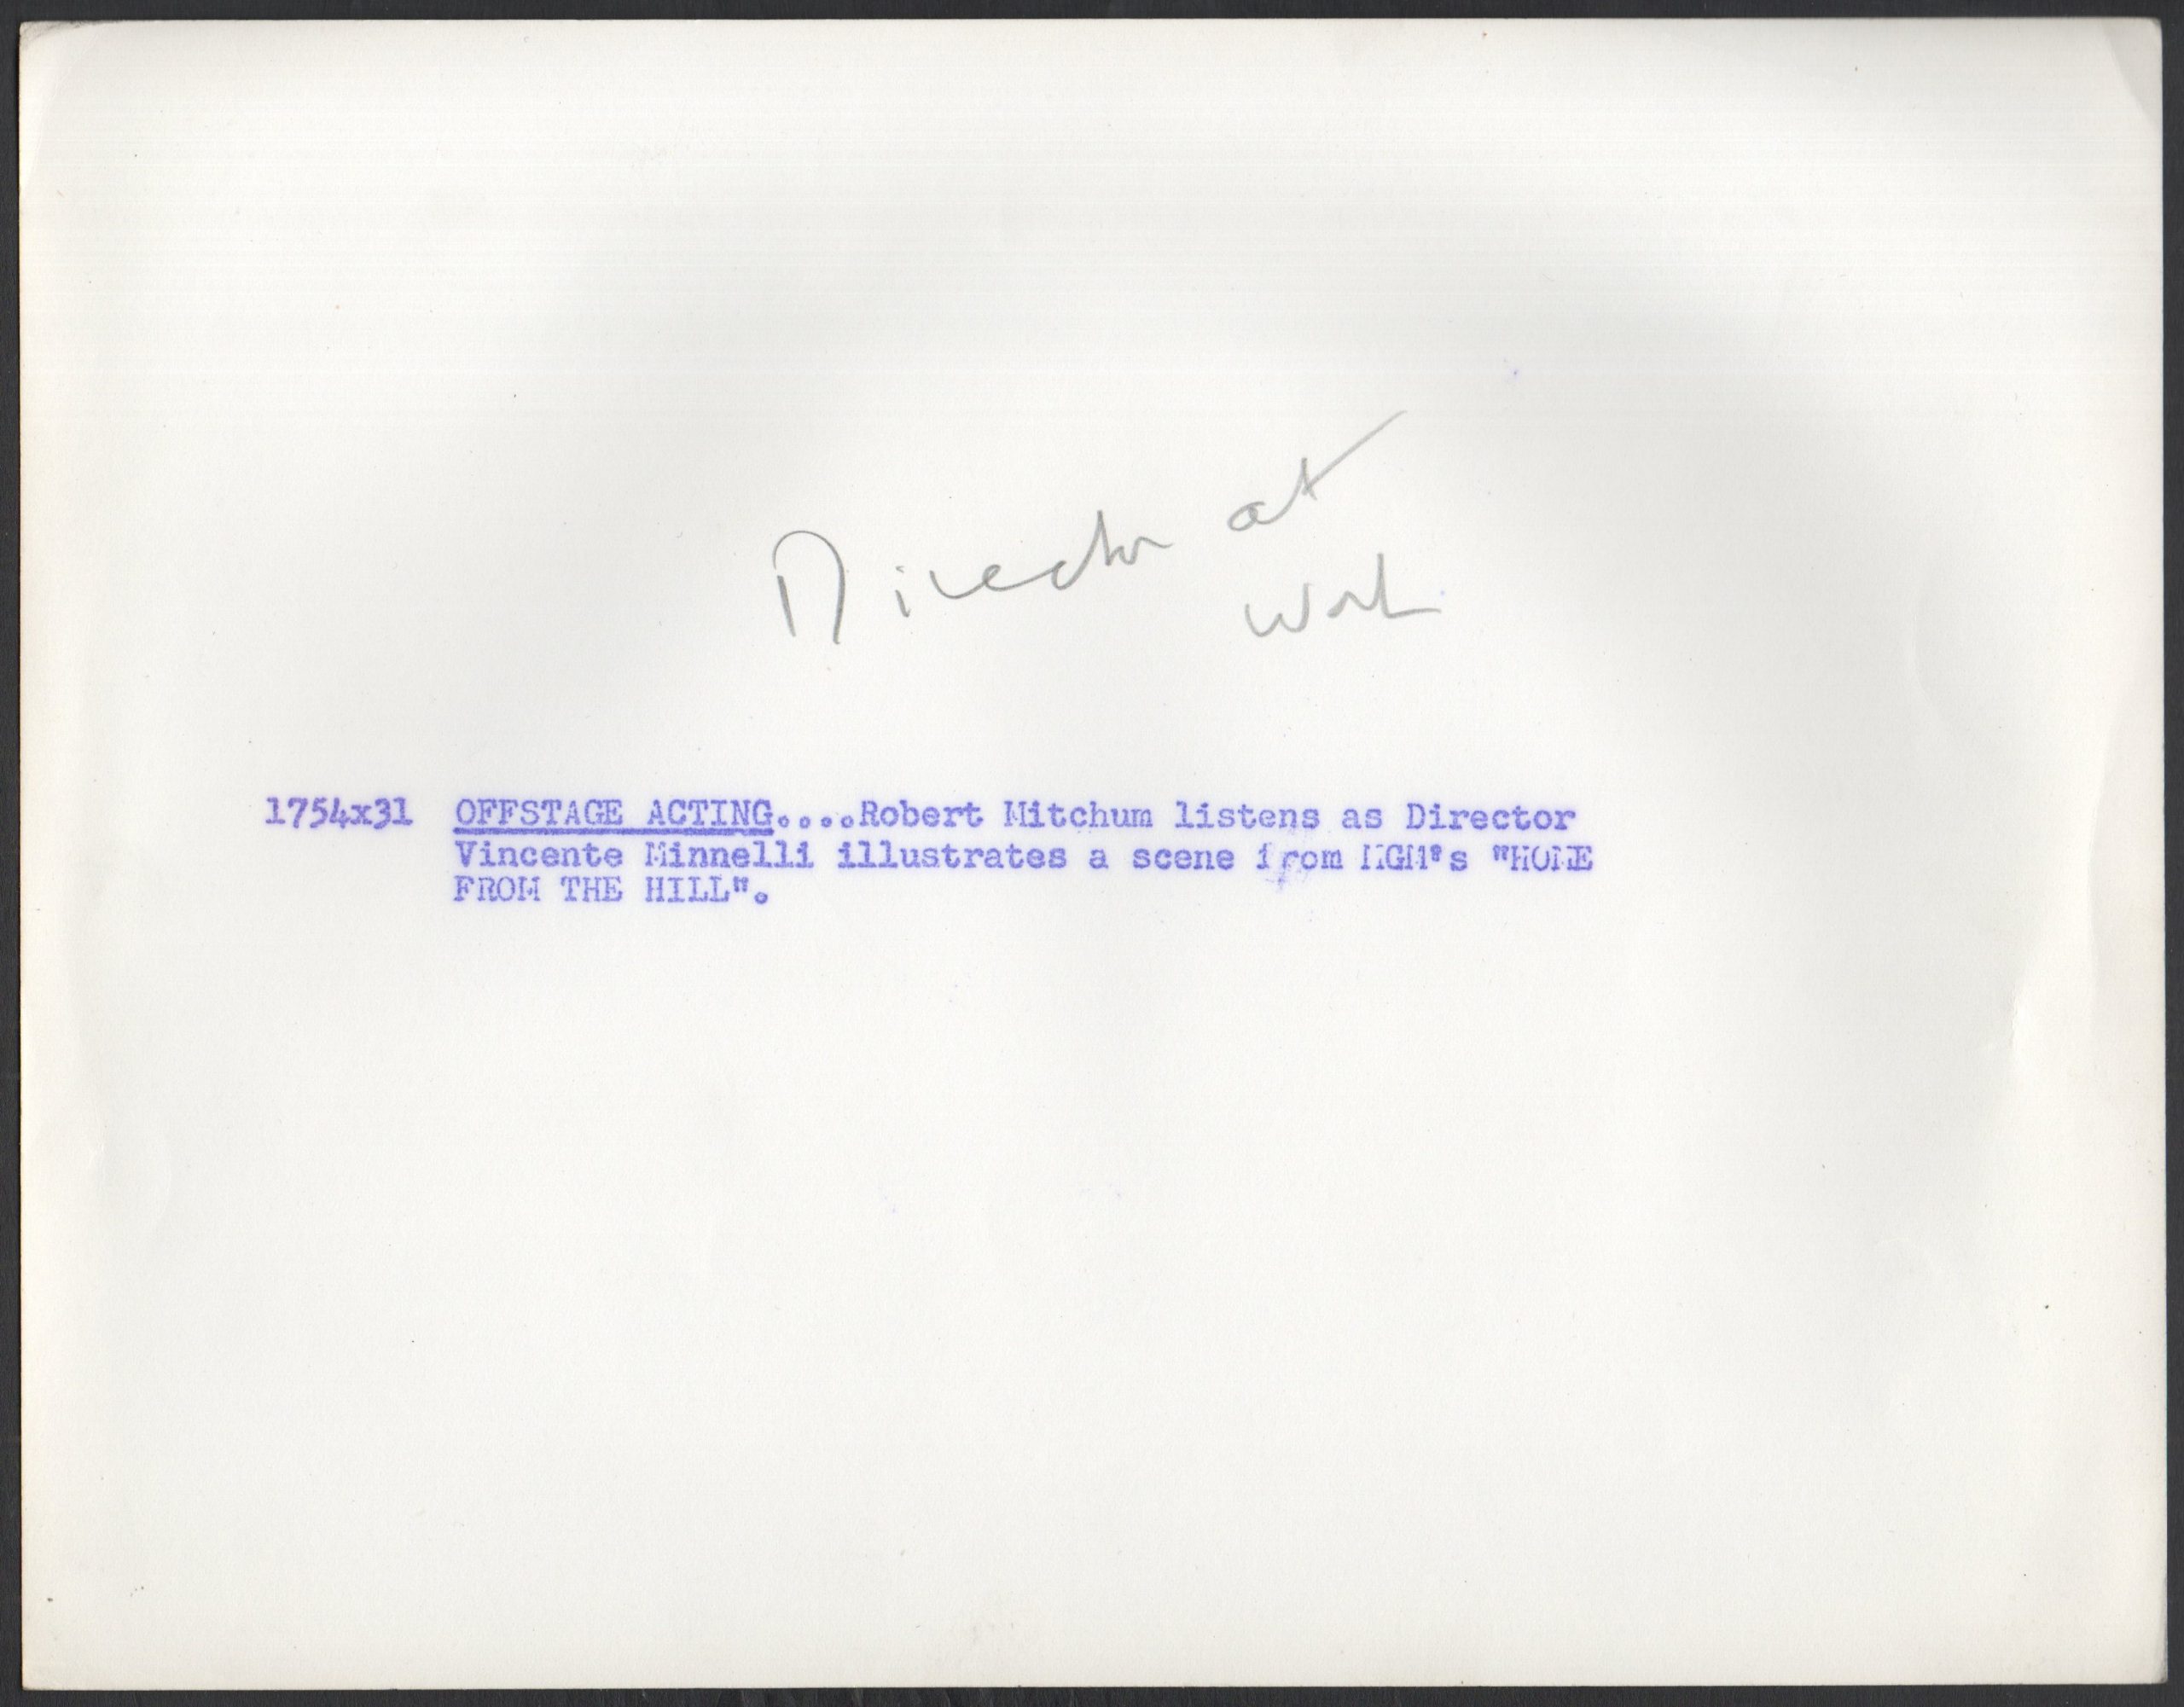 Director at
work
1754x31 OFFSTAGE ACTING....Robert Mitchum listens as Director
Vincente Minnelli illustrates a scene from MGM's "HOME
FROM THE HILL".